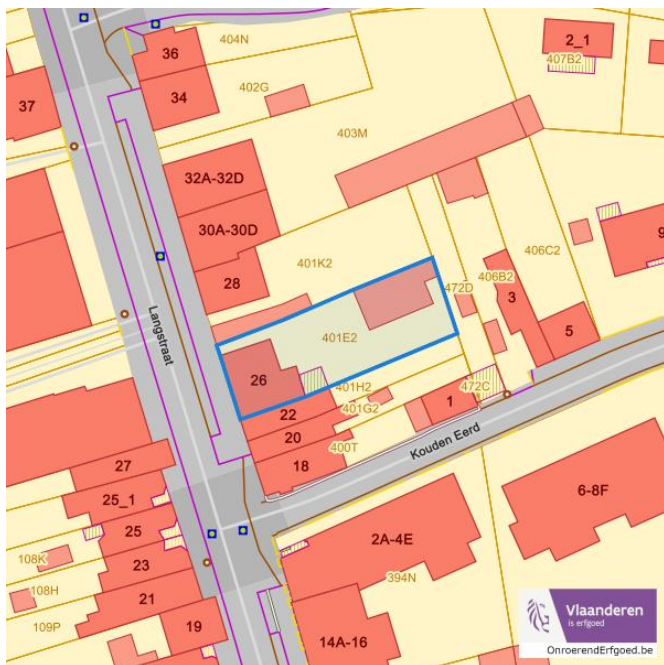 36
404N
2_1
407B2
37
34
402G
403M
32A-32D
30A-30D
401K2
406C2
9
28
472D
406B2
3
Langstraat
401E2
5
26
401H2
472C
22
401G2
1
20
400T
Kouden Eerd
18
27
25_1
6-8F
25
2A-4E
108K
23
394N
108H
21
109P
19
14A-16
Vlaanderen
is erfgoed
OnroerendErfgoed.be